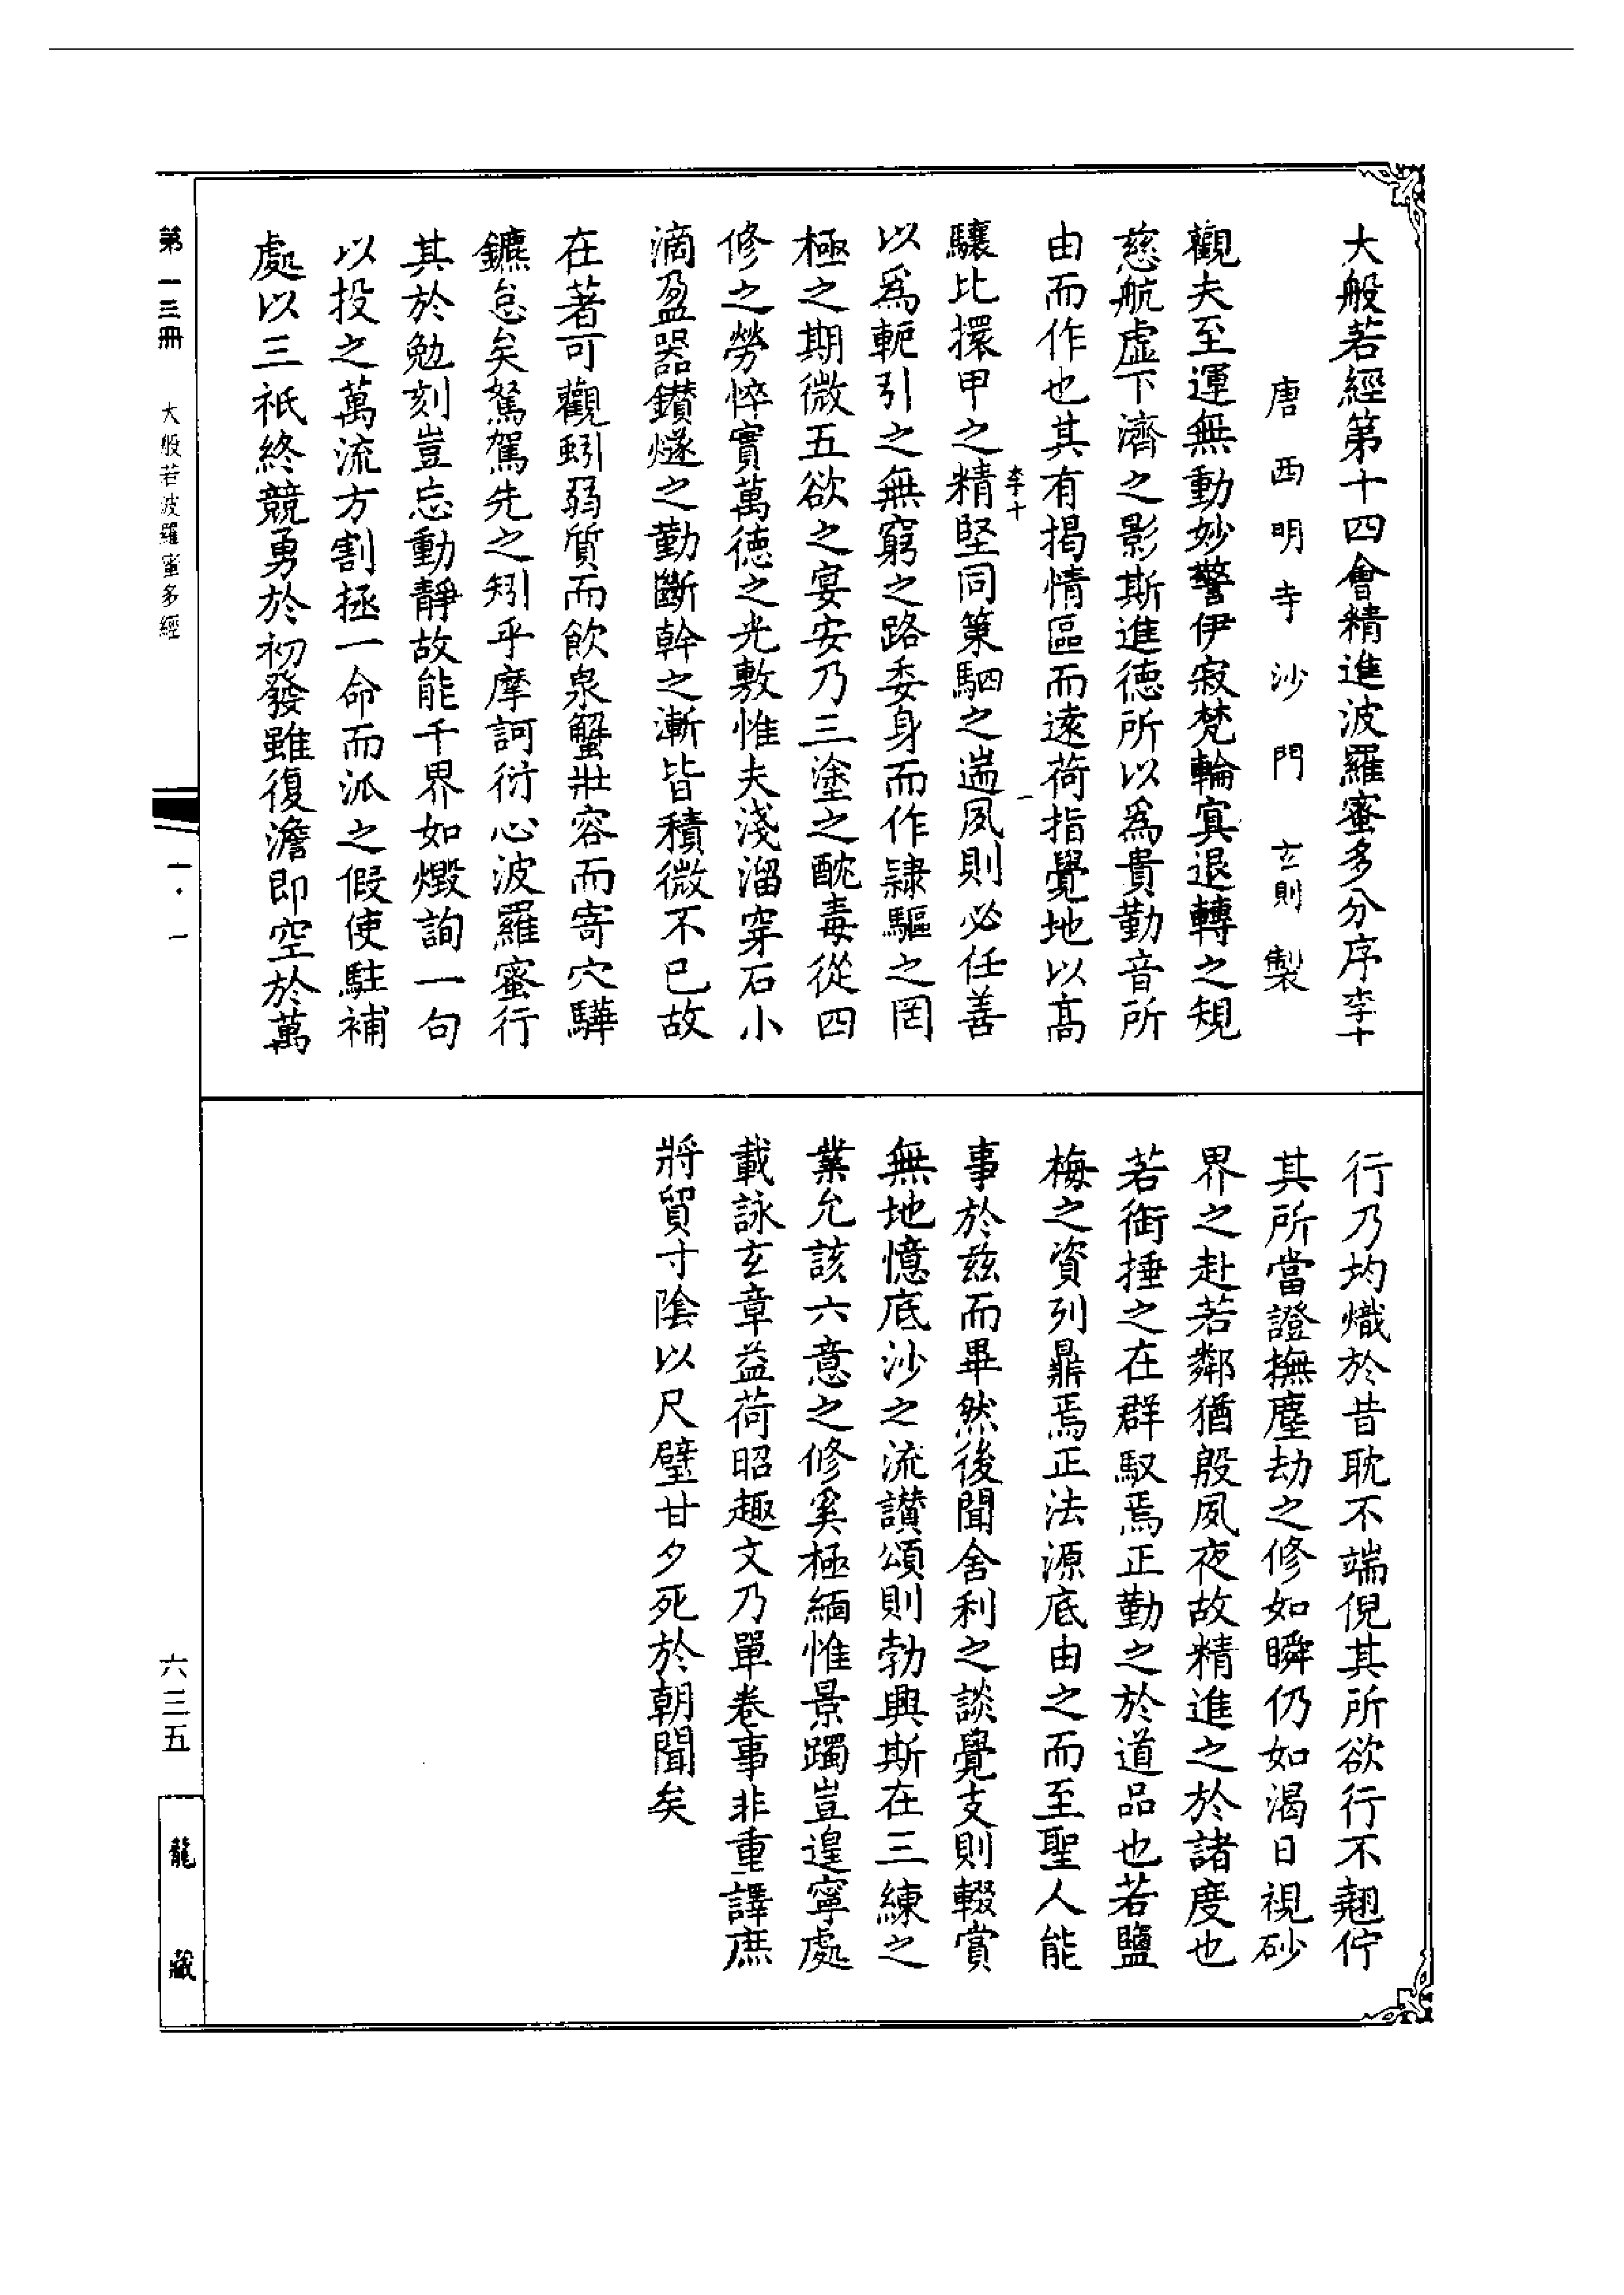 大般若經第十四會精進波羅蜜多分序李十
唐西明寺沙門玄則製
觀夫至運無動妙警伊寂梵輪寘退轉之規
慈航虛下濟之影斯進德所以為貴勤音所
由而作也其有揭情區而遠荷指覺地以高
李十
一
驤比擐甲之精堅同策駟之遄夙則必任善
以為軛引之無窮之路委身而作隸驅之罔
極之期微五欲之宴安乃三塗之酖毒從四
修之勞悴實萬德之光敷惟夫淺溜穿石小
滴盈器鑚燧之勤斷幹之漸皆積微不已故
在著可觀蚓弱質而飲泉蟹壯容而寄穴驊
鑣怠矣駑駕先之矧乎摩訶衍心波羅蜜行
其於勉刻豈忘動靜故能千界如燬詢一句
以投之萬流方割拯一命而泝之假使駐補
處以三祇終競勇於初發雖復澹即空於萬
行乃灼熾於昔耽不端倪其所欲行不翹佇
其所當證撫塵劫之修如瞬仍如渴日視砂
界之赴若鄰猶殷夙夜故精進之於諸度也
若銜捶之在群馭焉正勤之於道品也若鹽
梅之資列鼎焉正法源底由之而至聖人能
事於茲而畢然後聞舍利之談覺支則輟賞
無地憶底沙之流讚頌則勃興斯在三練之
業允該六意之修奚極緬惟景躅豈遑寧處
載詠玄章益荷昭趣文乃單卷事非重譯庶
將貿寸陰以尺璧甘夕死於朝聞矣
第一三冊
大般若波羅蜜多經
一·一
六三五
龍藏